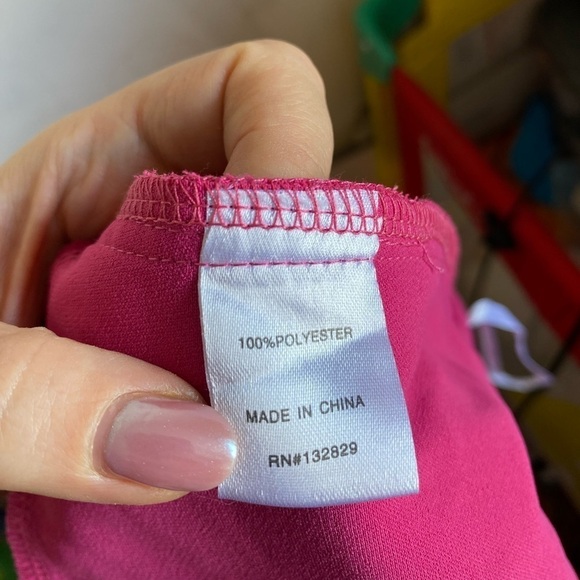 100%POLYESTER
MADE IN CHINA
RN#132829